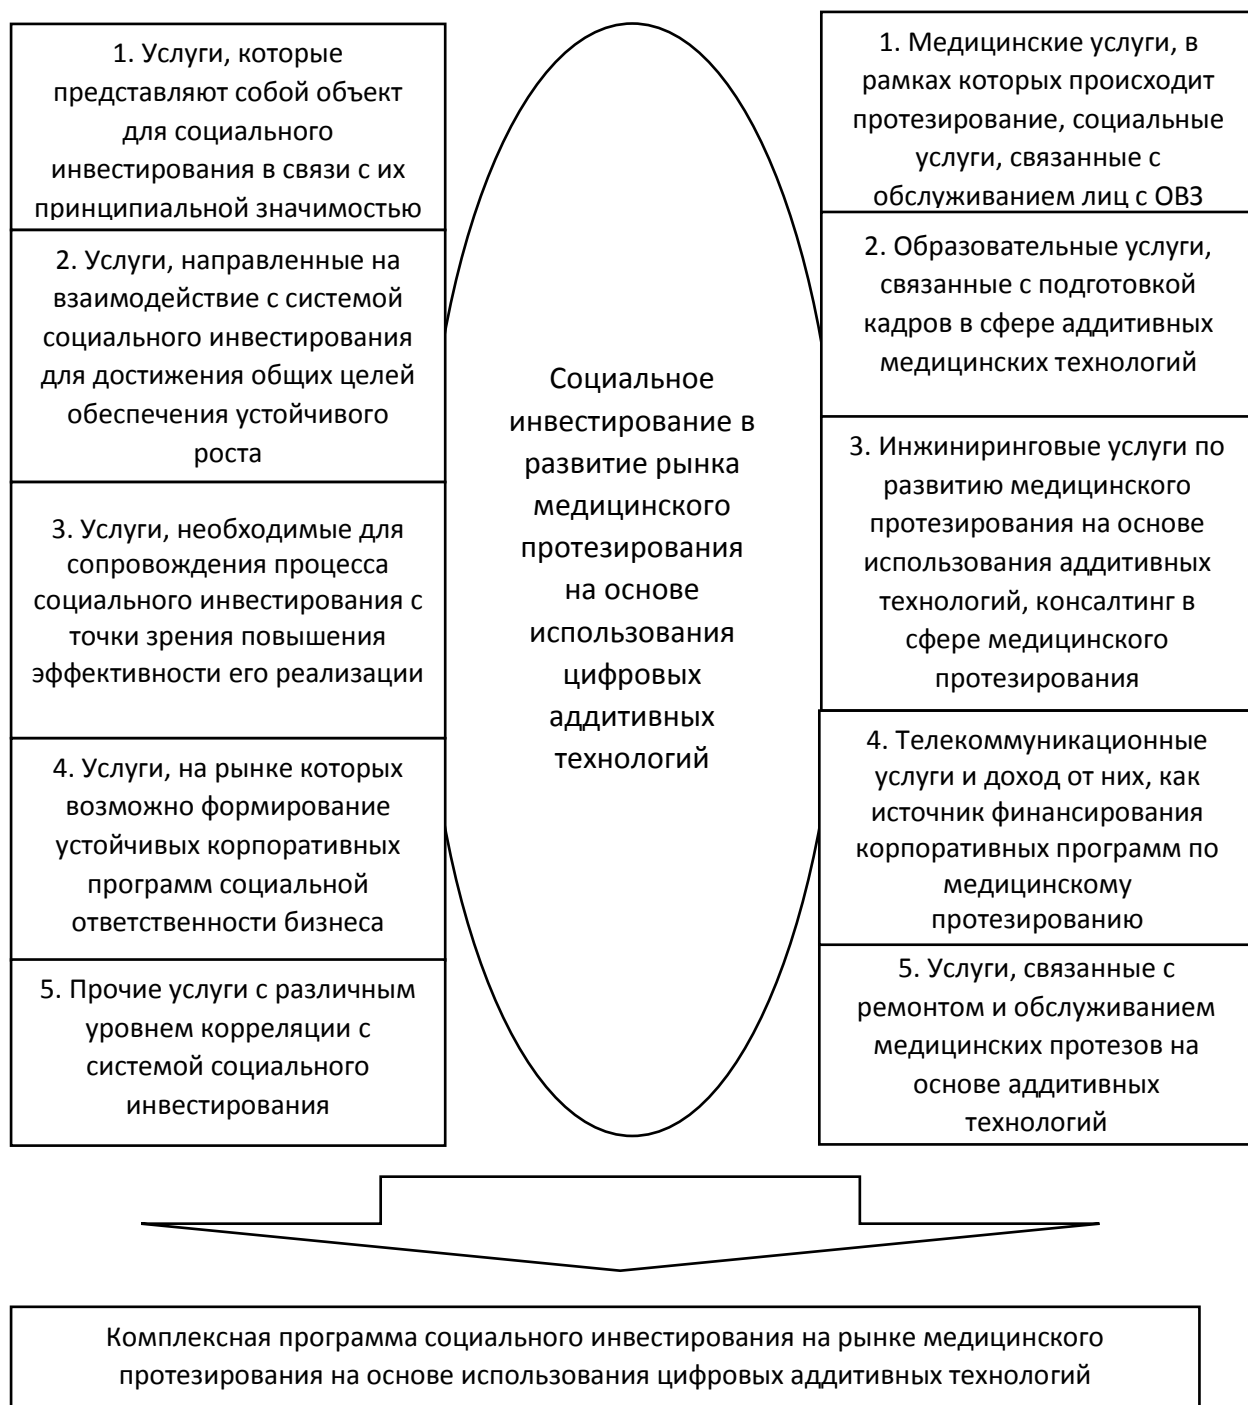 1. Услуги, которые
представляют собой объект
для социального
инвестирования в связи с их
принципиальной значимостью
2. Услуги, направленные на
взаимодействие с системой
социального инвестирования
для достижения общих целей
обеспечения устойчивого
роста
3. Услуги, необходимые для
сопровождения процесса
социального инвестирования с
точки зрения повышения
эффективности его реализации
4. Услуги, на рынке которых
возможно формирование
устойчивых корпоративных
программ социальной
ответственности бизнеса
5. Прочие услуги с различным
уровнем корреляции с
системой социального
инвестирования
Социальное
инвестирование в
развитие рынка
медицинского
протезирования
на основе
использования
цифровых
аддитивных
технологий
1. Медицинские услуги, в
рамках которых происходит
протезирование, социальные
услуги, связанные с
обслуживанием лиц с ОВЗ
2. Образовательные услуги,
связанные с подготовкой
кадров в сфере аддитивных
медицинских технологий
3. Инжиниринговые услуги по
развитию медицинского
протезирования на основе
использования аддитивных
технологий, консалтинг в
сфере медицинского
протезирования
4. Телекоммуникационные
услуги и доход от них, как
источник финансирования
корпоративных программ по
медицинскому
протезированию
5. Услуги, связанные с
ремонтом и обслуживанием
медицинских протезов на
основе аддитивных
технологий
Комплексная программа социального инвестирования на рынке медицинского
протезирования на основе использования цифровых аддитивных технологий